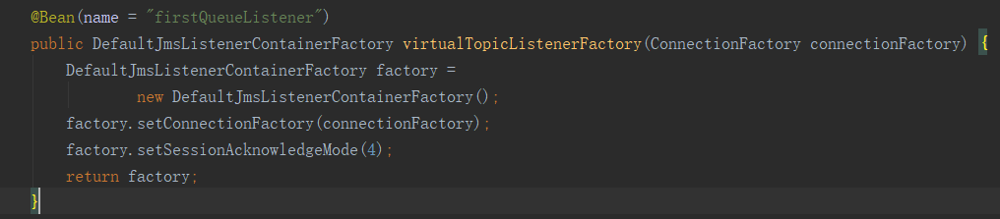 @Bean(name = "firstQueueListener")
public DefaultJmsListenerContainerFactory virtualTopicListenerFactory(ConnectionFactory connectionFactory) {
    DefaultJmsListenerContainerFactory factory =
            new DefaultJmsListenerContainerFactory();
    factory.setConnectionFactory(connectionFactory);
    factory.setSessionAcknowledgeMode(4);
    return factory;
}